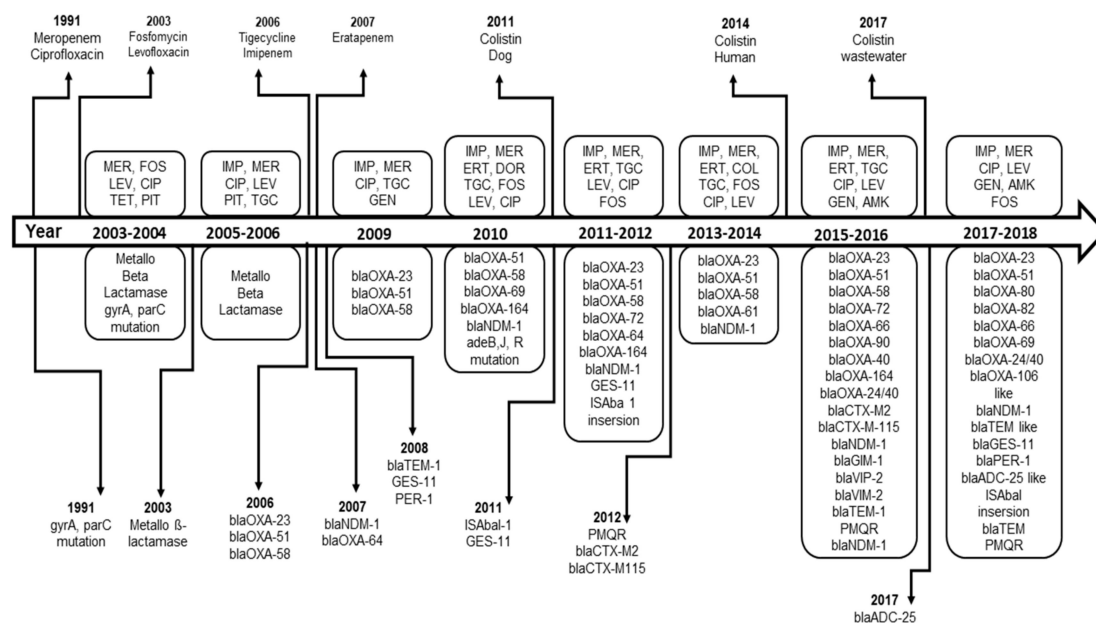 1991
Meropenem
Ciprofloxacin
2003
Fosfomycin
Levofloxacin
2006
Tigecycline
Imipenem
2007
Eratapenem
2011
Colistin
Dog
2014
Colistin
Human
2017
Colistin
wastewater
MER, FOS
LEV, CIP
TET, PIT
IMP, MER
CIP, LEV
PIT, TGC
IMP, MER
CIP, TGC
GEN
IMP, MER
ERT, DOR
TGC, FOS
LEV, CIP
IMP, MER,
ERT, TGC
LEV, CIP
FOS
IMP, MER,
ERT, COL
TGC, FOS
CIP, LEV
IMP, MER,
ERT, TGC
CIP, LEV
GEN, AMK
IMP, MER
CIP, LEV
GEN, AMK
FOS
Year
2003-2004
2005-2006
2009
2010
2011-2012
2013-2014
2015-2016
2017-2018
Metallo
Beta
Lactamase
gyrA, parC
mutation
Metallo
Beta
Lactamase
blaOXA-23
blaOXA-51
blaOXA-58
blaOXA-51
blaOXA-58
blaOXA-69
blaOXA-164
blaNDM-1
adeB,J, R
mutation
blaOXA-23
blaOXA-51
blaOXA-58
blaOXA-72
blaOXA-64
blaOXA-164
blaNDM-1
GES-11
ISAba 1
insersion
blaOXA-23
blaOXA-51
blaOXA-58
blaOXA-61
blaNDM-1
blaOXA-23
blaOXA-51
blaOXA-58
blaOXA-72
blaOXA-66
blaOXA-90
blaOXA-40
blaOXA-164
blaOXA-24/40
blaCTX-M2
blaCTX-M-115
blaNDM-1
blaGIM-1
blaVIP-2
blaVIM-2
blaTEM-1
PMQR
blaNDM-1
blaOXA-23
blaOXA-51
blaOXA-80
blaOXA-82
blaOXA-66
blaOXA-69
blaOXA-24/40
blaOXA-106
like
blaNDM-1
blaTEM like
blaGES-11
blaPER-1
blaADC-25 like
ISAbaI
insersion
blaTEM
PMQR
1991
gyrA, parC
mutation
2003
Metallo ß-
lactamase
2006
blaOXA-23
blaOXA-51
blaOXA-58
2007
blaNDM-1
blaOXA-64
2008
blaTEM-1
GES-11
PER-1
2011
ISAbal-1
GES-11
2012
PMQR
blaCTX-M2
blaCTX-M115
2017
blaADC-25